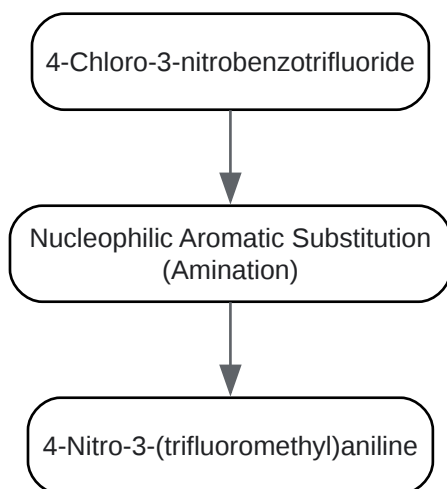 4-Chloro-3-nitrobenzotrifluoride
Nucleophilic Aromatic Substitution
(Amination)
4-Nitro-3-(trifluoromethyl)aniline